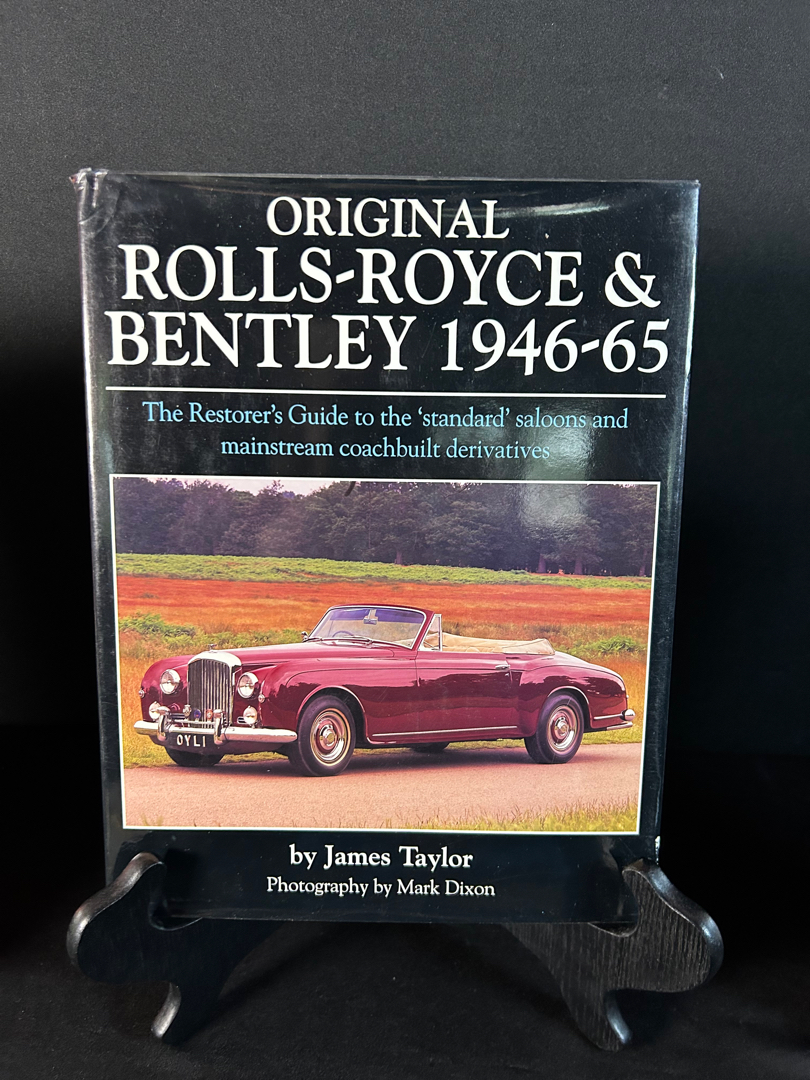 ORIGINAL
ROLLS-ROYCE &
BENTLEY 1946-65
The Restorer's Guide to the 'standard' saloons and
mainstream coachbuilt derivatives
OYL1
by James Taylor
Photography by Mark Dixon